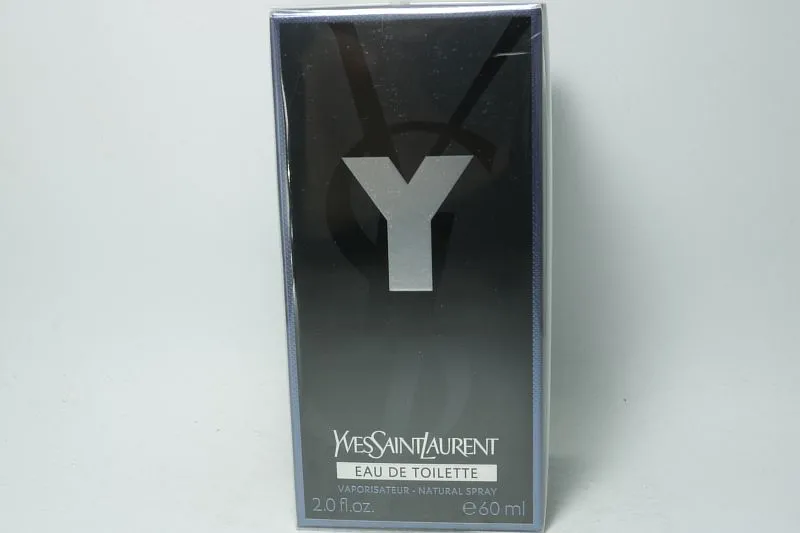 Y
YVESSAINTLAURENT
EAU DE TOILETTE
VAPORISATEUR - NATURAL SPRAY
2.0 fl.oz. ℮60 ml